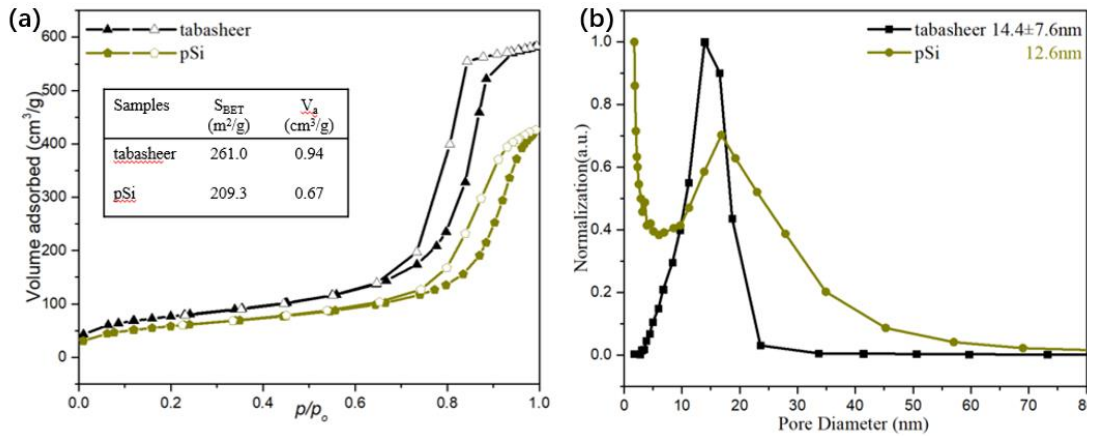 (a)
tabasheer
pSi
Samples S_BET (m²/g) V_a (cm³/g)
tabasheer 261.0 0.94
pSi 209.3 0.67
Volume adsorbed (cm³/g)
600
500
400
300
200
100
0
0.0 0.2 0.4 0.6 0.8 1.0
p/p_o
(b)
tabasheer 14.4±7.6nm
pSi 12.6nm
Normalization(a.u.)
1.0
0.8
0.6
0.4
0.2
0.0
0 10 20 30 40 50 60 70 80
Pore Diameter (nm)